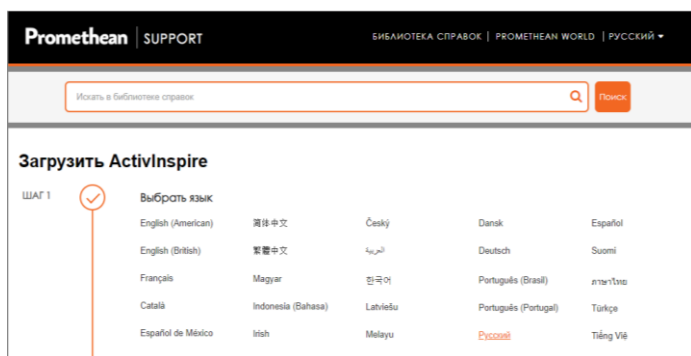 Promethean | SUPPORT
БИБЛИОТЕКА СПРАВОК | PROMETHEAN WORLD | РУССКИЙ
Искать в библиотеке справок
Поиск
Загрузить ActivInspire
ШАГ 1
Выбрать язык
English (American) 简体中文 Český Dansk Español
English (British) 繁體中文 العربية Deutsch Suomi
Français Magyar 한국어 Português (Brasil) ภาษาไทย
Català Indonesia (Bahasa) Latviešu Português (Portugal) Türkçe
Español de México Irish Melayu Русский Tiếng Việ